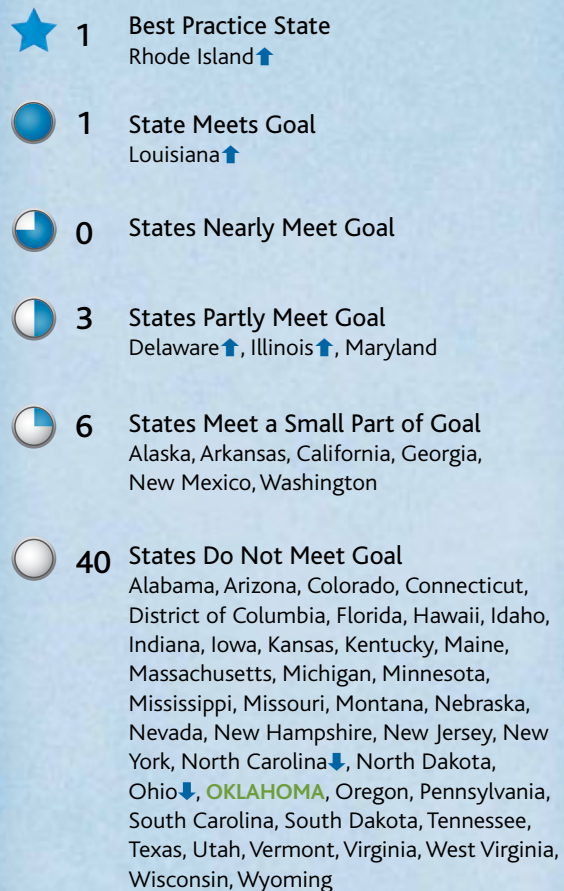 1 Best Practice State
Rhode Island⬆
1 State Meets Goal
Louisiana⬆
0 States Nearly Meet Goal
3 States Partly Meet Goal
Delaware⬆, Illinois⬆, Maryland
6 States Meet a Small Part of Goal
Alaska, Arkansas, California, Georgia,
New Mexico, Washington
40 States Do Not Meet Goal
Alabama, Arizona, Colorado, Connecticut,
District of Columbia, Florida, Hawaii, Idaho,
Indiana, Iowa, Kansas, Kentucky, Maine,
Massachusetts, Michigan, Minnesota,
Mississippi, Missouri, Montana, Nebraska,
Nevada, New Hampshire, New Jersey, New
York, North Carolina⬇, North Dakota,
Ohio⬇, OKLAHOMA, Oregon, Pennsylvania,
South Carolina, South Dakota, Tennessee,
Texas, Utah, Vermont, Virginia, West Virginia,
Wisconsin, Wyoming